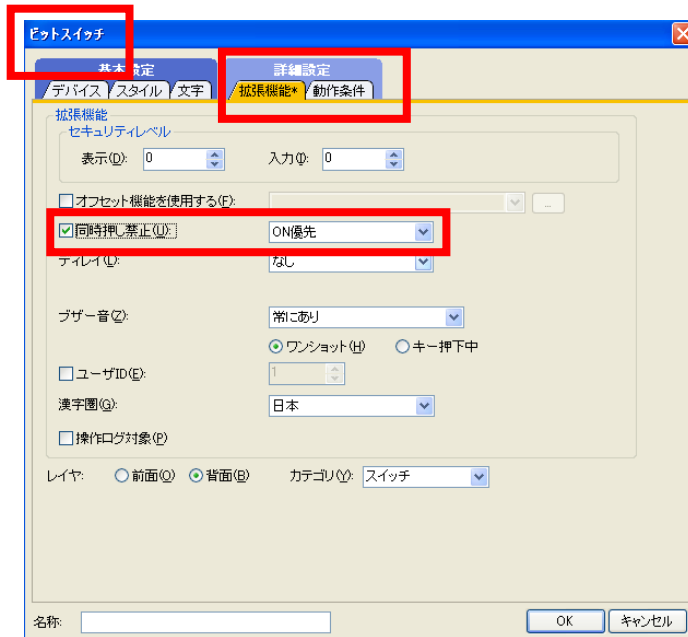 ビットスイッチ
基本設定 詳細設定
デバイス スタイル 文字 拡張機能* 動作条件
拡張機能
セキュリティレベル
表示(D): 0 入力(I): 0
オフセット機能を使用する(F): ...
同時押し禁止(U): ON優先
ディレイ(L): なし
ブザー音(Z): 常にあり
ワンショット(H) キー押下中
ユーザID(E): 1
漢字圏(G): 日本
操作ログ対象(P)
レイヤ: 前面(O) 背面(B) カテゴリ(Y): スイッチ
名称: OK キャンセル